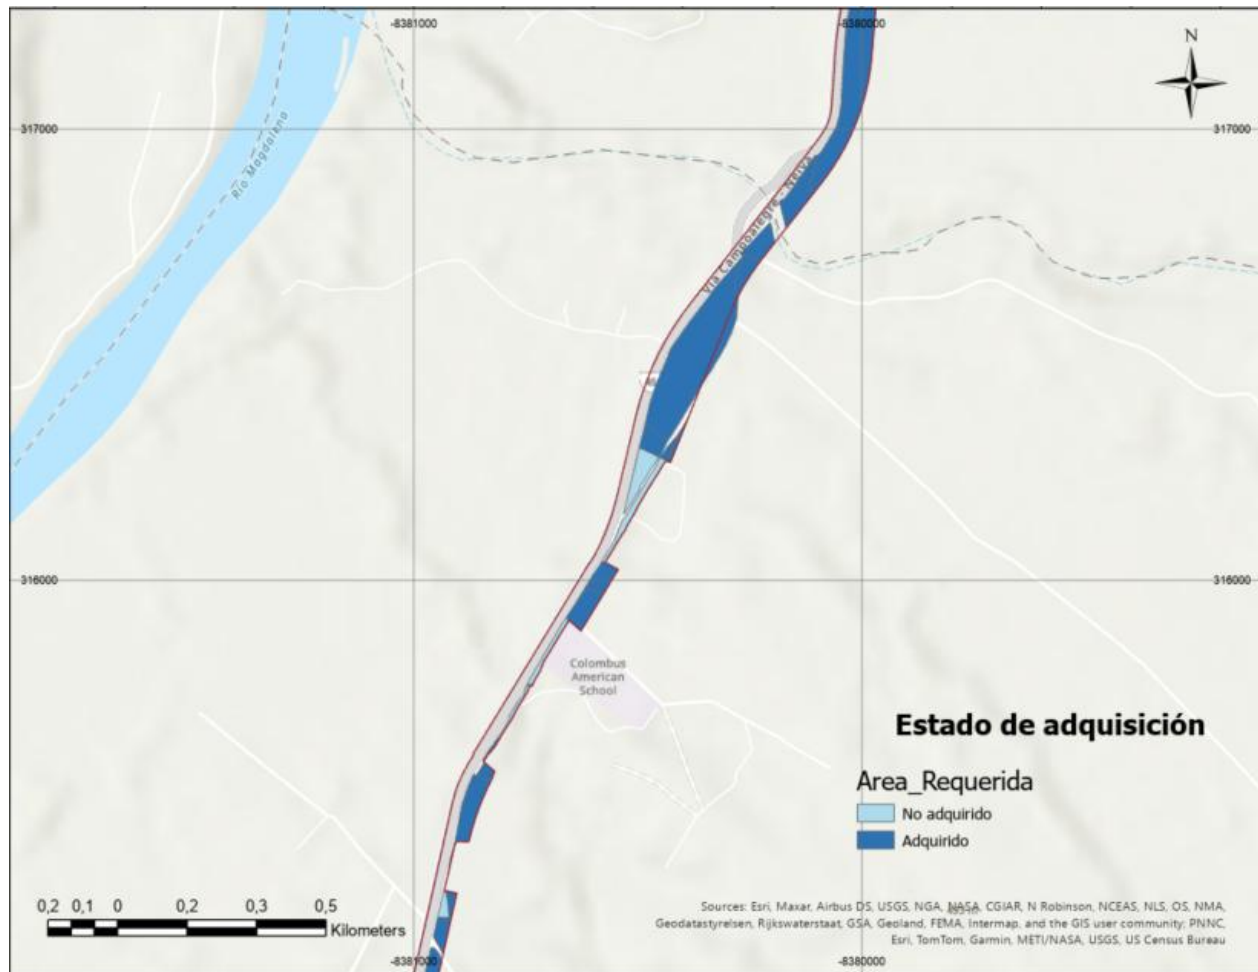 -8381000
-8380000
N
317000
317000
Río Magdalena
Vía Campoalegre - Neiva
45
316000
316000
Colombus
American
School
Estado de adquisición
Area_Requerida
No adquirido
Adquirido
0,2 0,1 0 0,2 0,3 0,5
Kilometers
Sources: Esri, Maxar, Airbus DS, USGS, NGA, NASA, CGIAR, N Robinson, NCEAS, NLS, OS, NMA,
Geodatastyrelsen, Rijkswaterstaat, GSA, Geoland, FEMA, Intermap, and the GIS user community; PNNC,
Esri, TomTom, Garmin, METI/NASA, USGS, US Census Bureau
-8381000
-8380000